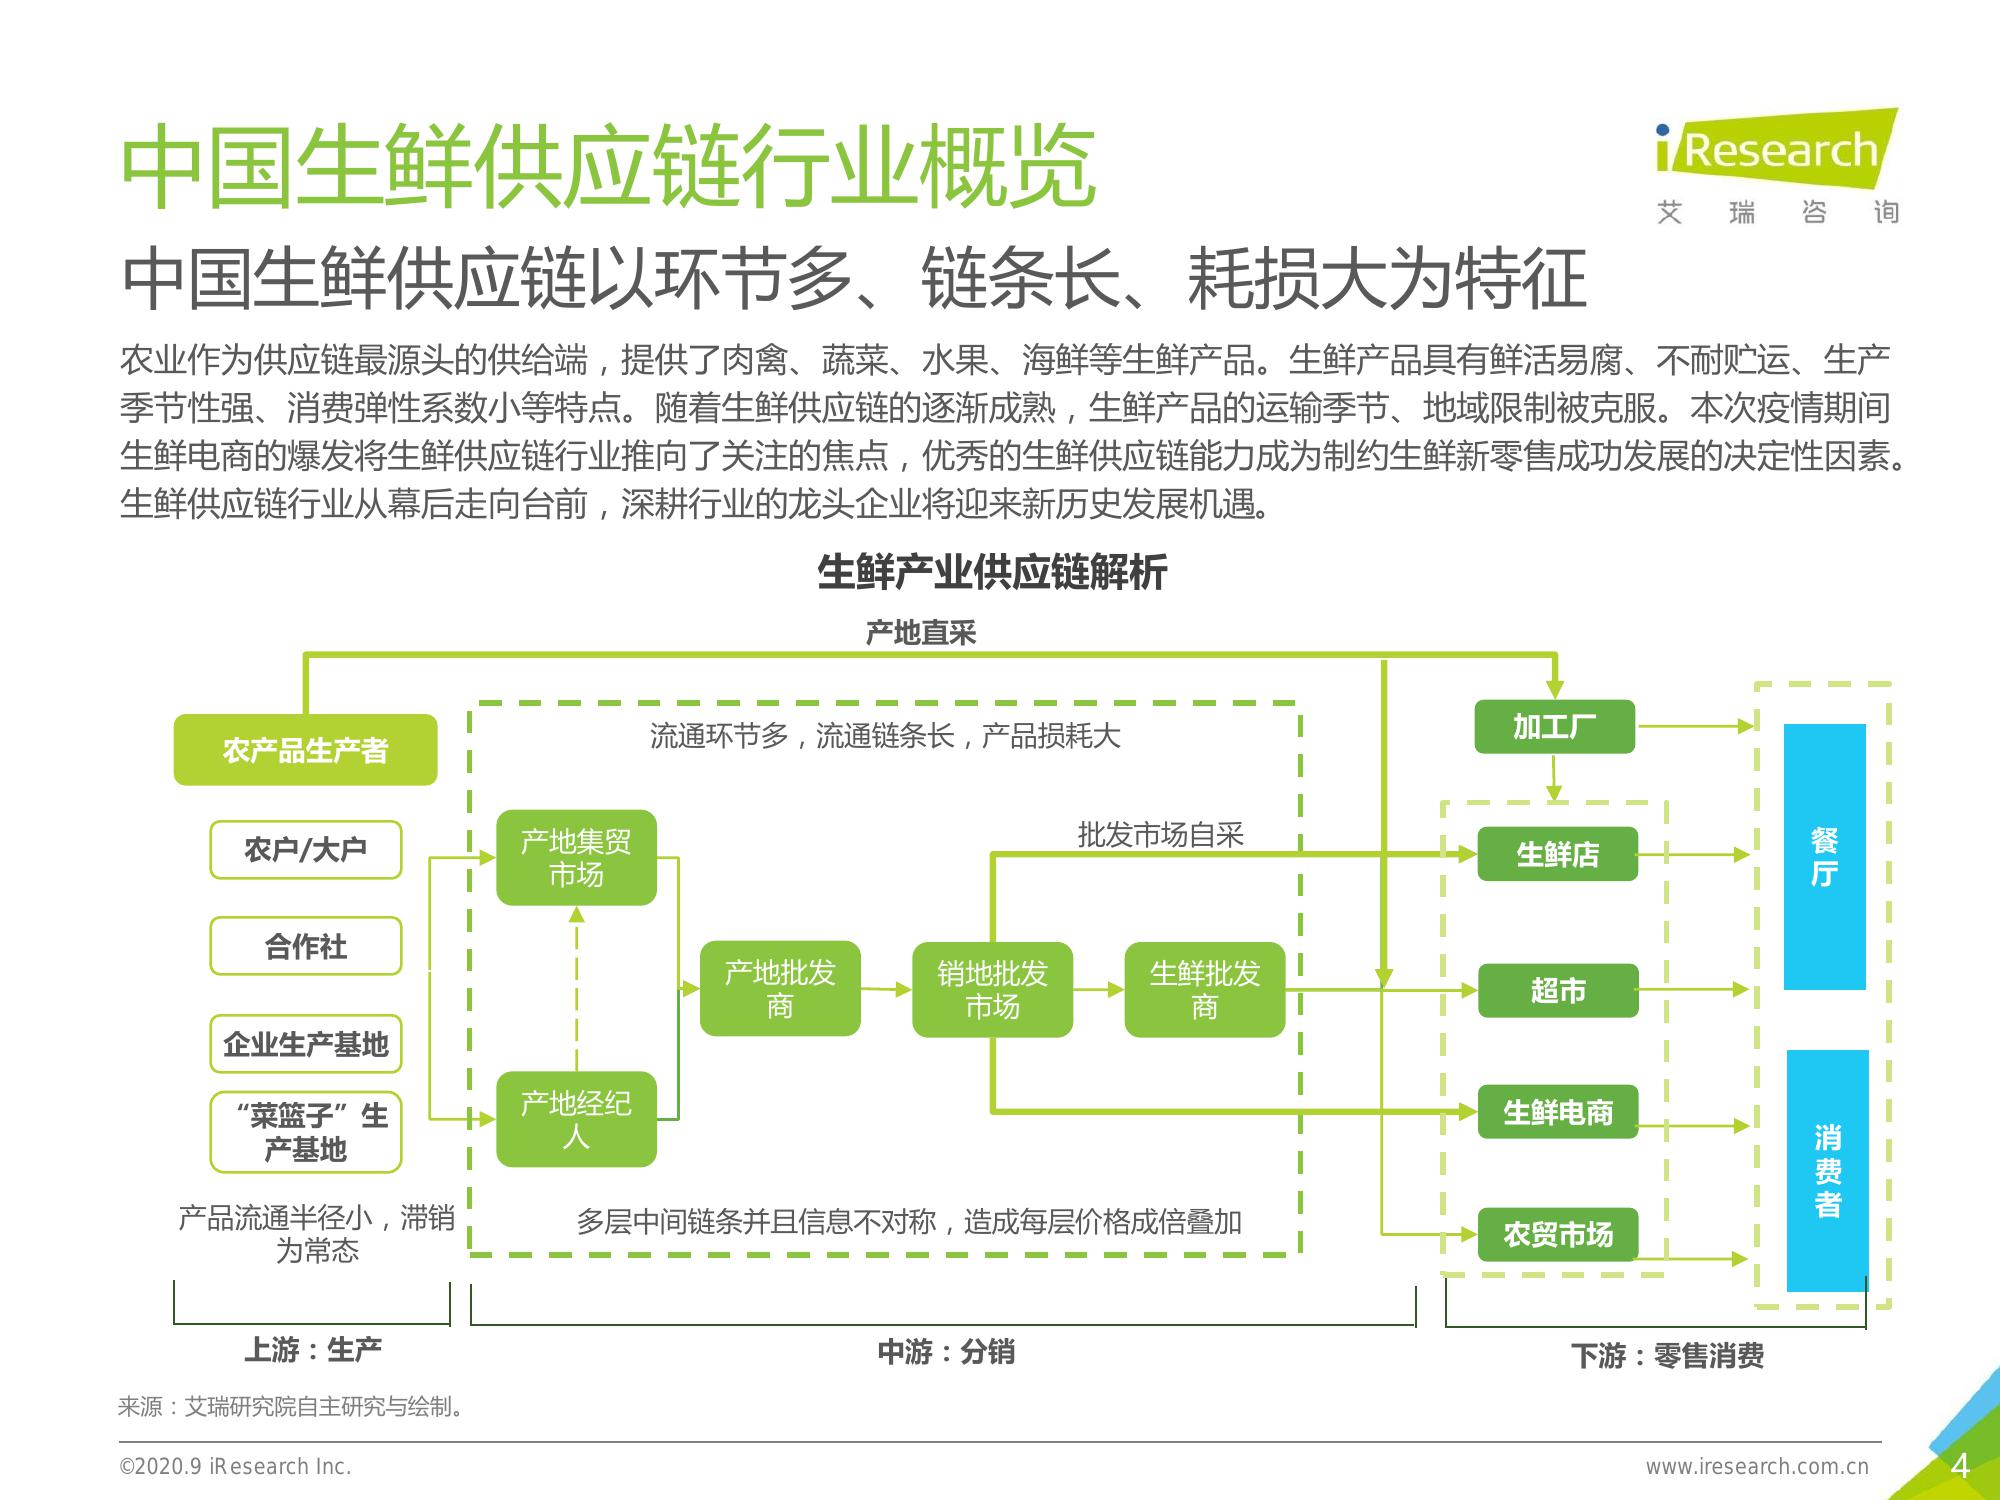 中国生鲜供应链行业概览
iResearch
艾瑞咨询
中国生鲜供应链以环节多、链条长、耗损大为特征
农业作为供应链最源头的供给端，提供了肉禽、蔬菜、水果、海鲜等生鲜产品。生鲜产品具有鲜活易腐、不耐贮运、生产
季节性强、消费弹性系数小等特点。随着生鲜供应链的逐渐成熟，生鲜产品的运输季节、地域限制被克服。本次疫情期间
生鲜电商的爆发将生鲜供应链行业推向了关注的焦点，优秀的生鲜供应链能力成为制约生鲜新零售成功发展的决定性因素。
生鲜供应链行业从幕后走向台前，深耕行业的龙头企业将迎来新历史发展机遇。
生鲜产业供应链解析
产地直采
农产品生产者
农户/大户
合作社
企业生产基地
“菜篮子”生
产基地
产品流通半径小，滞销
为常态
流通环节多，流通链条长，产品损耗大
产地集贸
市场
产地经纪
人
产地批发
商
销地批发
市场
生鲜批发
商
批发市场自采
多层中间链条并且信息不对称，造成每层价格成倍叠加
加工厂
生鲜店
超市
生鲜电商
农贸市场
餐
厅
消
费
者
上游：生产
中游：分销
下游：零售消费
来源：艾瑞研究院自主研究与绘制。
©2020.9 iResearch Inc.
www.iresearch.com.cn
4